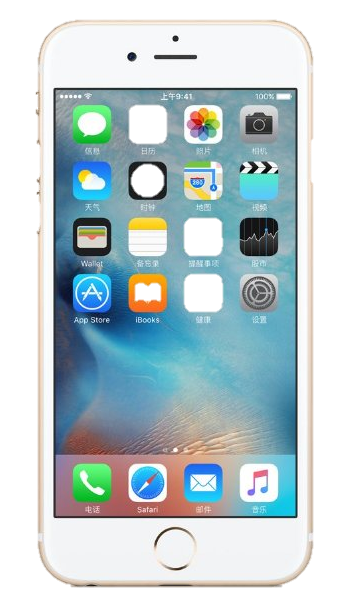 上午9:41 100%
信息 日历 照片 相机
天气 时钟 地图 视频
280
Wallet 备忘录 提醒事项 股市
App Store iBooks 健康 设置
电话 Safari 邮件 音乐